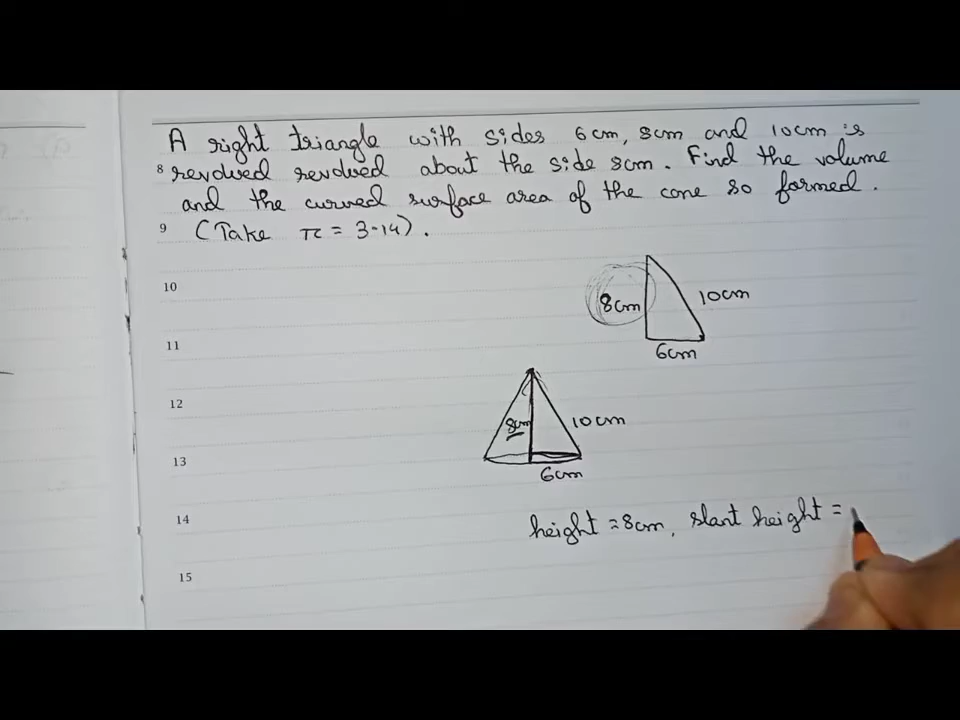 A right triangle with sides 6cm, 8cm and 10cm is
8 revolved revolved about the side 8cm. Find the volume
and the curved surface area of the cone so formed.
9 (Take π = 3.14).
10
8cm 10cm
11
6cm
12
8cm 10cm
13
6cm
14
height = 8cm, slant height =
15